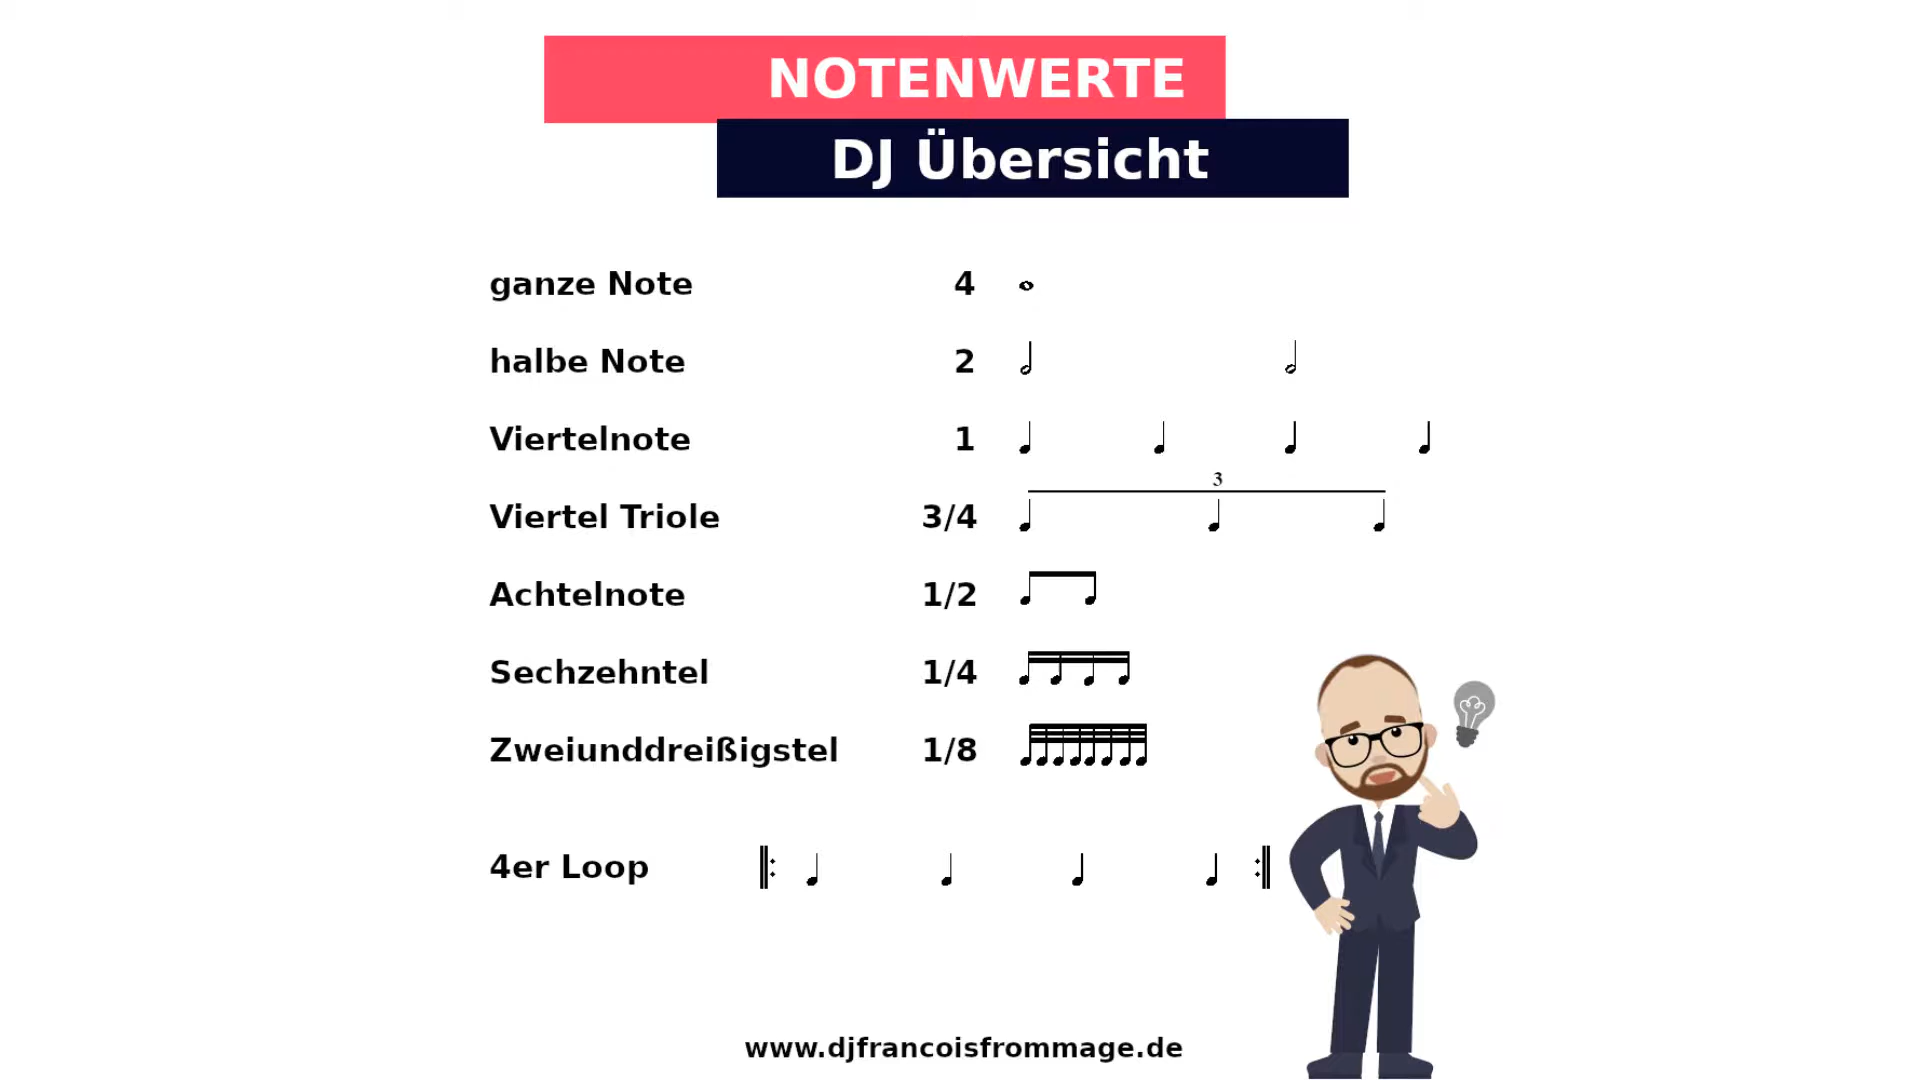 NOTENWERTE
DJ Übersicht
ganze Note 4
halbe Note 2
Viertelnote 1
3
Viertel Triole 3/4
Achtelnote 1/2
Sechzehntel 1/4
Zweiunddreißigstel 1/8
4er Loop
www.djfrancoisfrommage.de